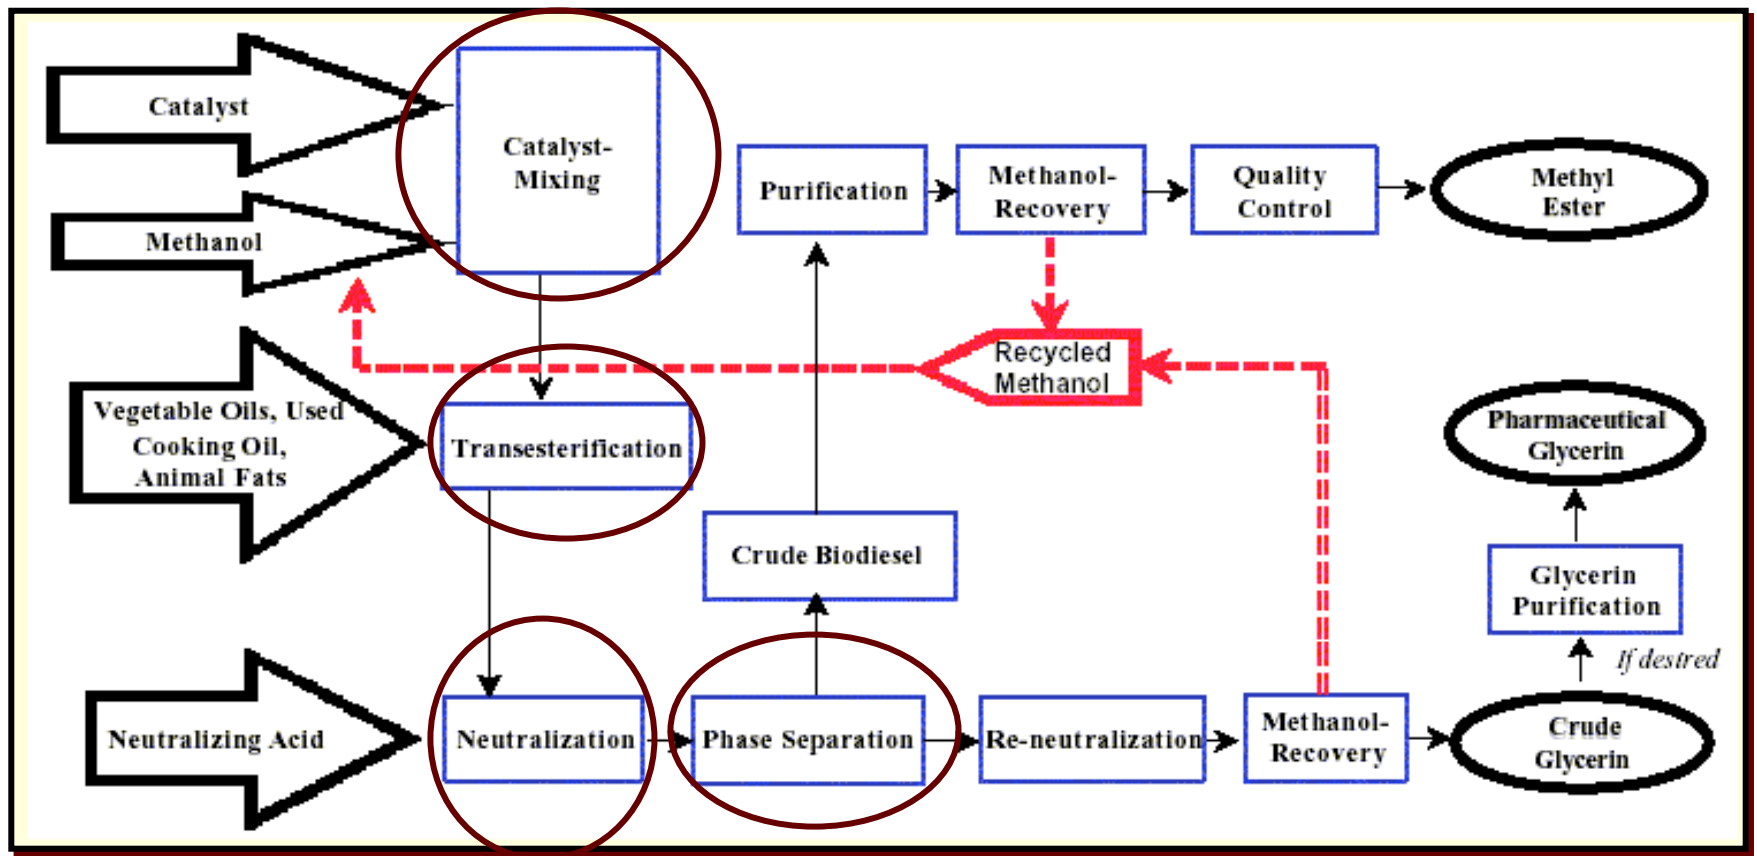 Catalyst
Catalyst-
Mixing
Methanol
Purification
Methanol-
Recovery
Quality
Control
Methyl
Ester
Recycled
Methanol
Vegetable Oils, Used
Cooking Oil,
Animal Fats
Transesterification
Crude Biodiesel
Pharmaceutical
Glycerin
Glycerin
Purification
If desired
Neutralizing Acid
Neutralization
Phase Separation
Re-neutralization
Methanol-
Recovery
Crude
Glycerin